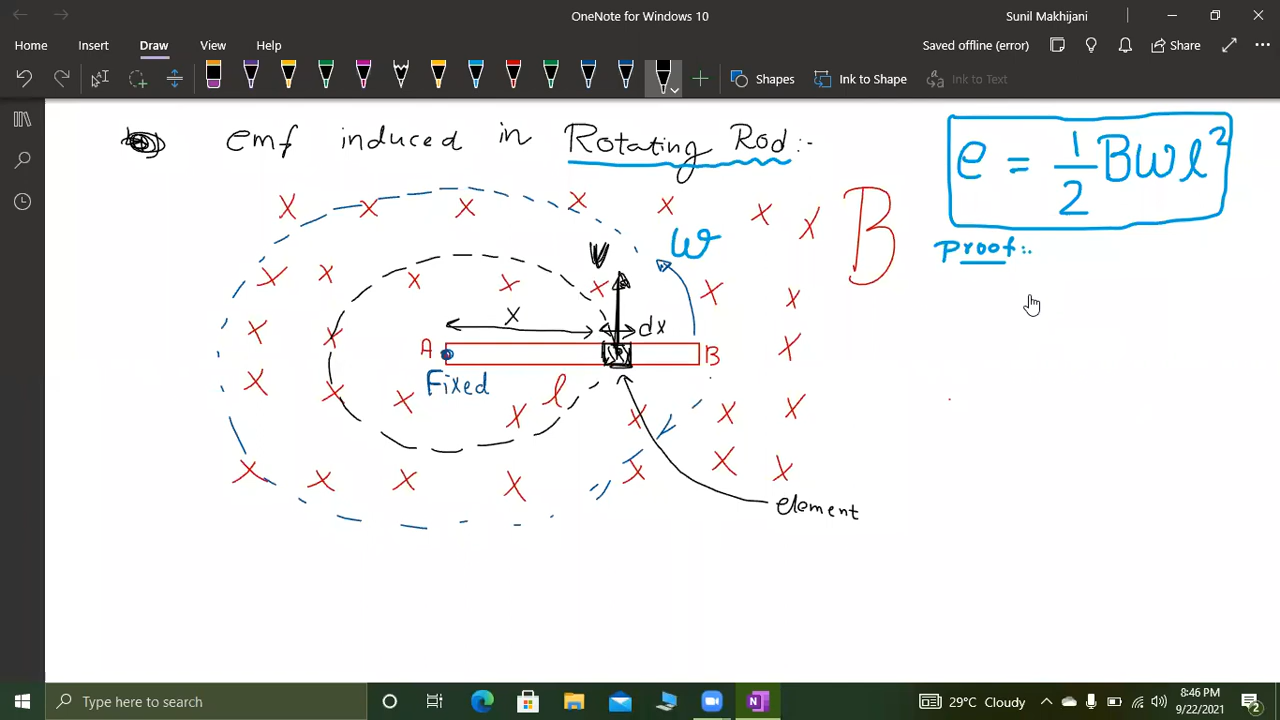 OneNote for Windows 10
Sunil Makhijani
Home Insert Draw View Help
Saved offline (error)
Share
Shapes
Ink to Shape
Ink to Text
emf induced in Rotating Rod:-
e = 1/2 Bωl²
Proof:-
X X X X X X X B
ω
V
X X X X X X X
x
dx
X X X
A
B
Fixed
l
X X X X X X X
X X X X X X X
element
Type here to search
29°C Cloudy
8:46 PM
9/22/2021
2